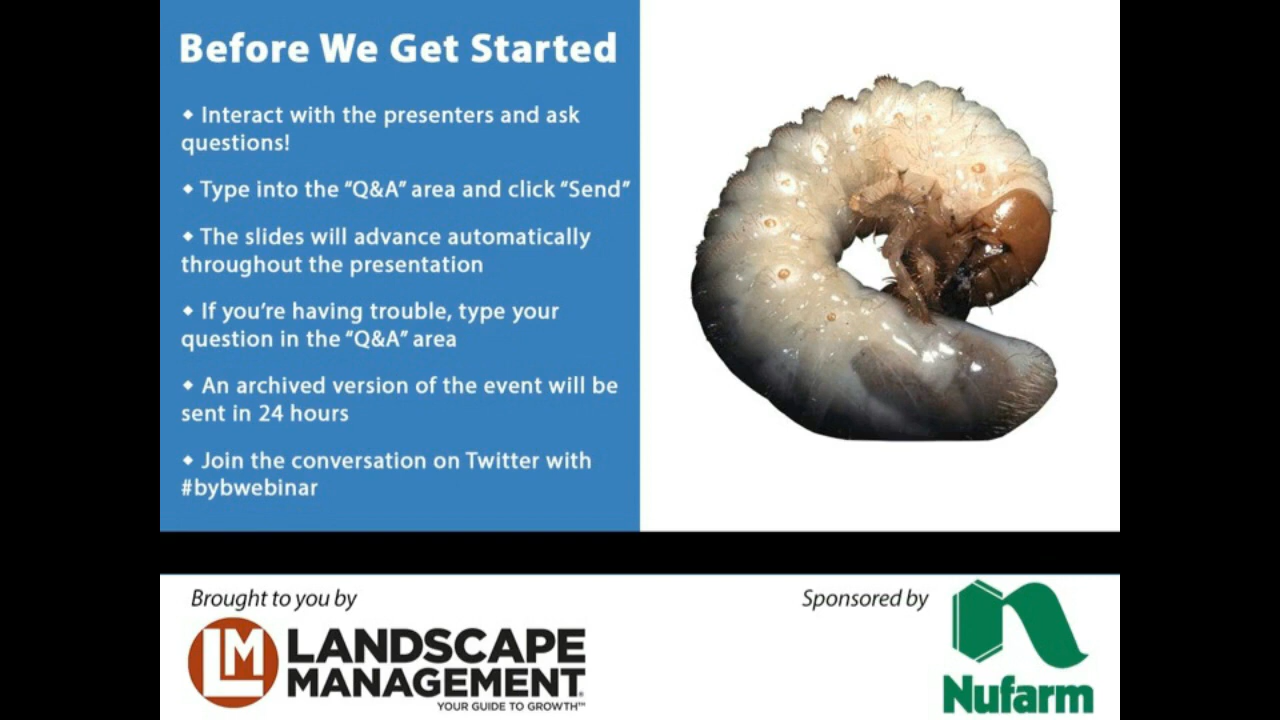 Before We Get Started
◆ Interact with the presenters and ask
questions!
◆ Type into the “Q&A” area and click “Send”
◆ The slides will advance automatically
throughout the presentation
◆ If you’re having trouble, type your
question in the “Q&A” area
◆ An archived version of the event will be
sent in 24 hours
◆ Join the conversation on Twitter with
#bybwebinar
Brought to you by
LM
LANDSCAPE
MANAGEMENT®
YOUR GUIDE TO GROWTH™
Sponsored by
Nufarm